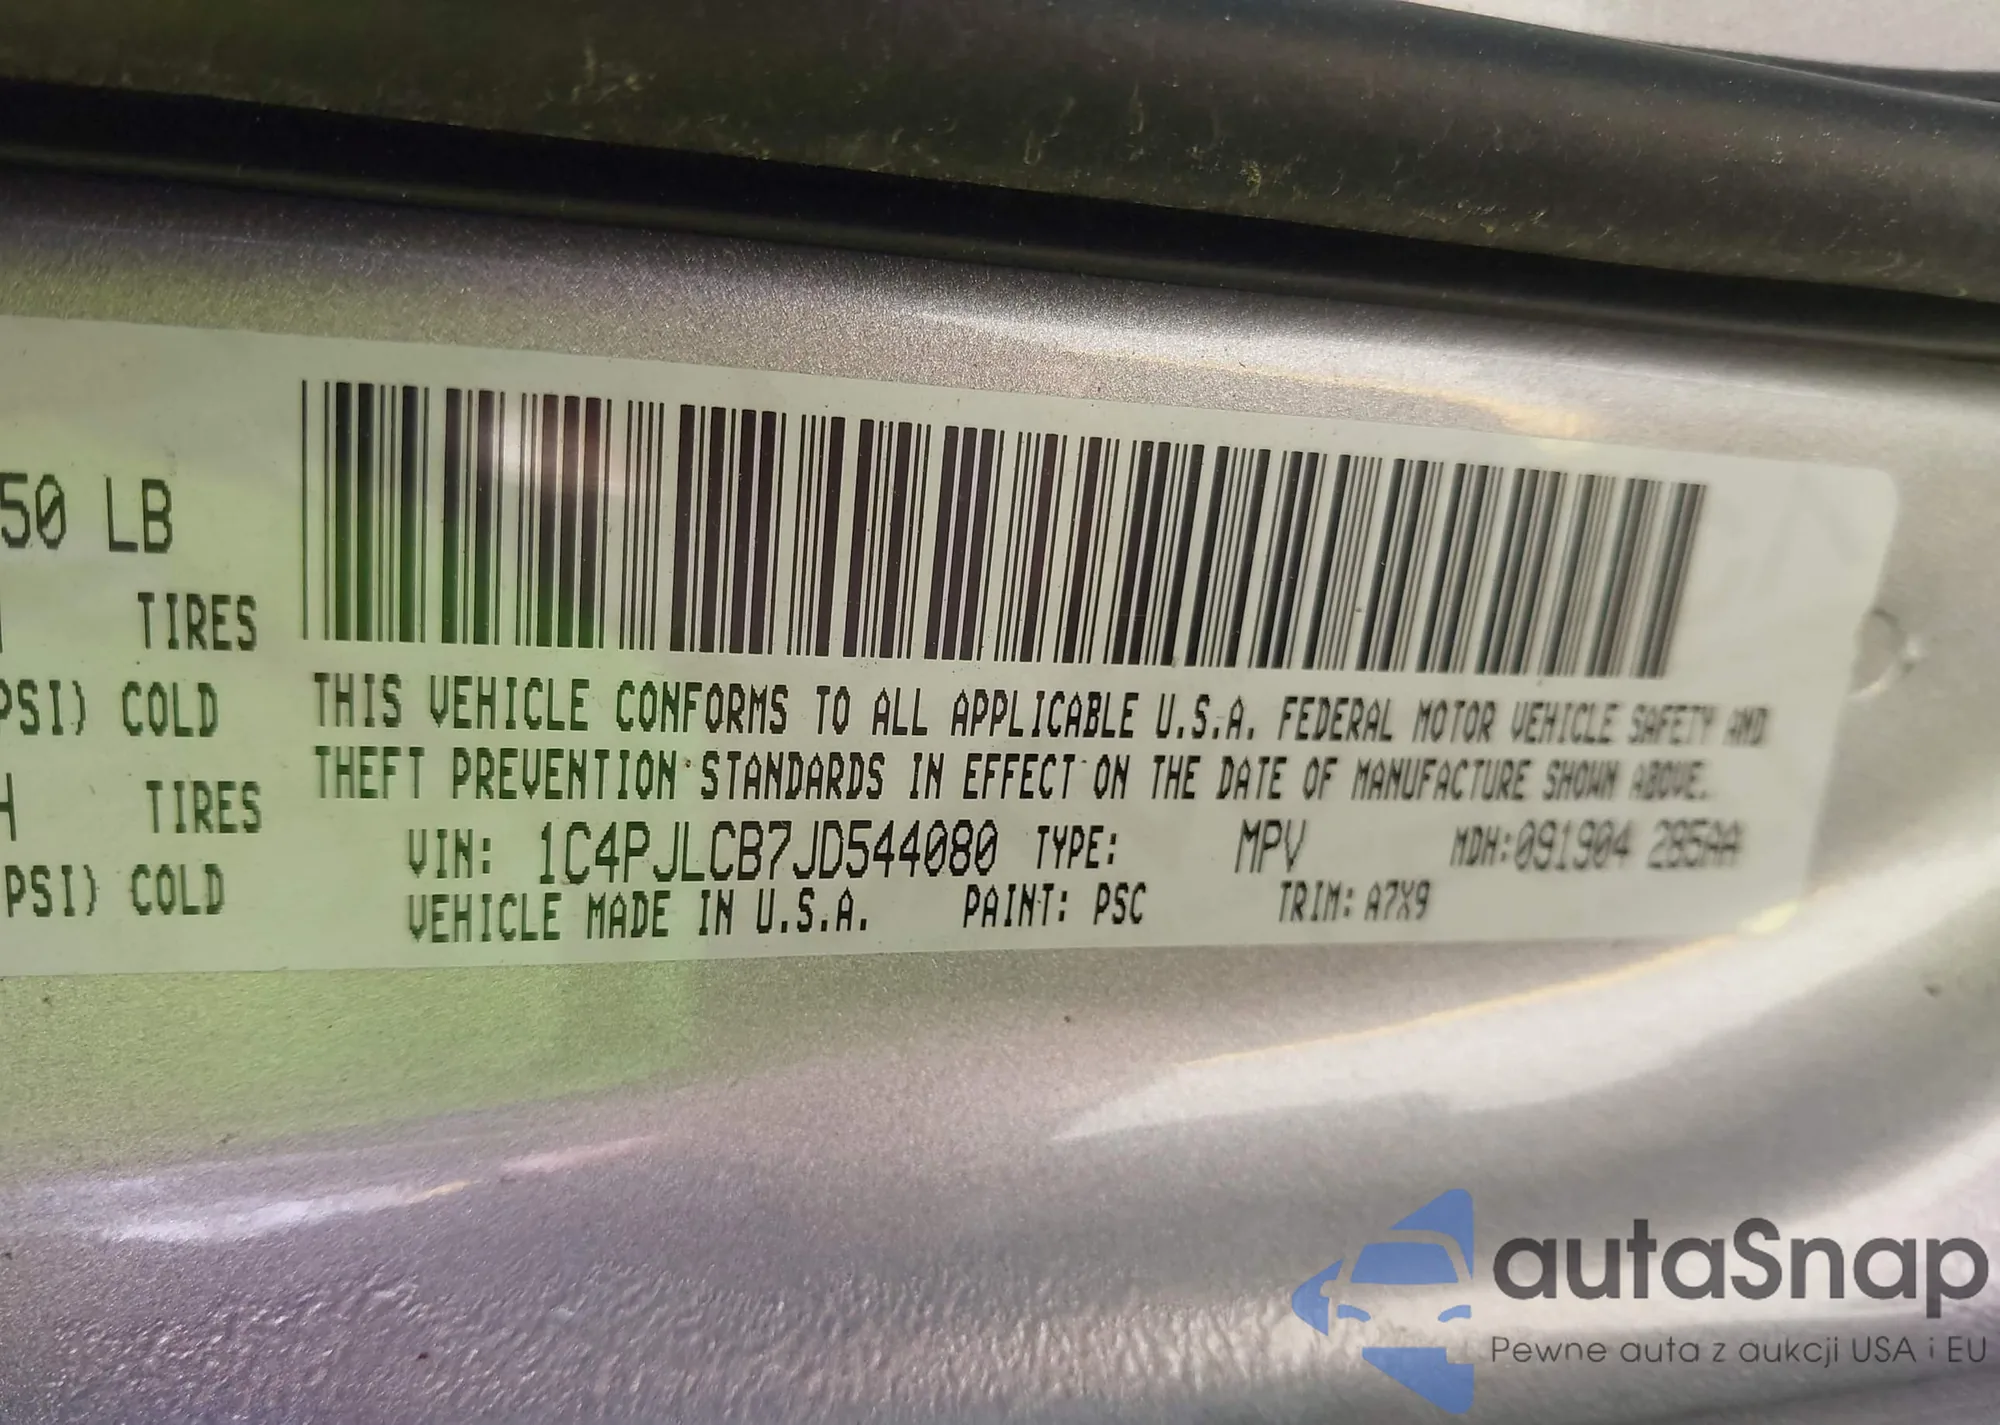 50 LB
TIRES
PSI) COLD
H TIRES
PSI) COLD
THIS VEHICLE CONFORMS TO ALL APPLICABLE U.S.A. FEDERAL MOTOR VEHICLE SAFETY AND
THEFT PREVENTION STANDARDS IN EFFECT ON THE DATE OF MANUFACTURE SHOWN ABOVE.
VIN: 1C4PJLCB7JD544080 TYPE: MPV MDH:091904 285AA
VEHICLE MADE IN U.S.A. PAINT: PSC TRIM: A7X9
autaSnap
Pewne auta z aukcji USA i EU